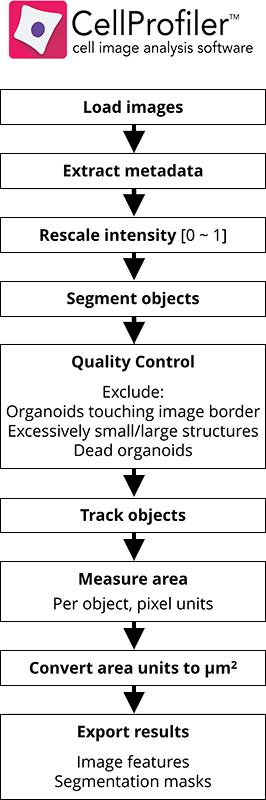 CellProfiler™
cell image analysis software
Load images
Extract metadata
Rescale intensity [0 ~ 1]
Segment objects
Quality Control
Exclude:
Organoids touching image border
Excessively small/large structures
Dead organoids
Track objects
Measure area
Per object, pixel units
Convert area units to µm²
Export results
Image features
Segmentation masks